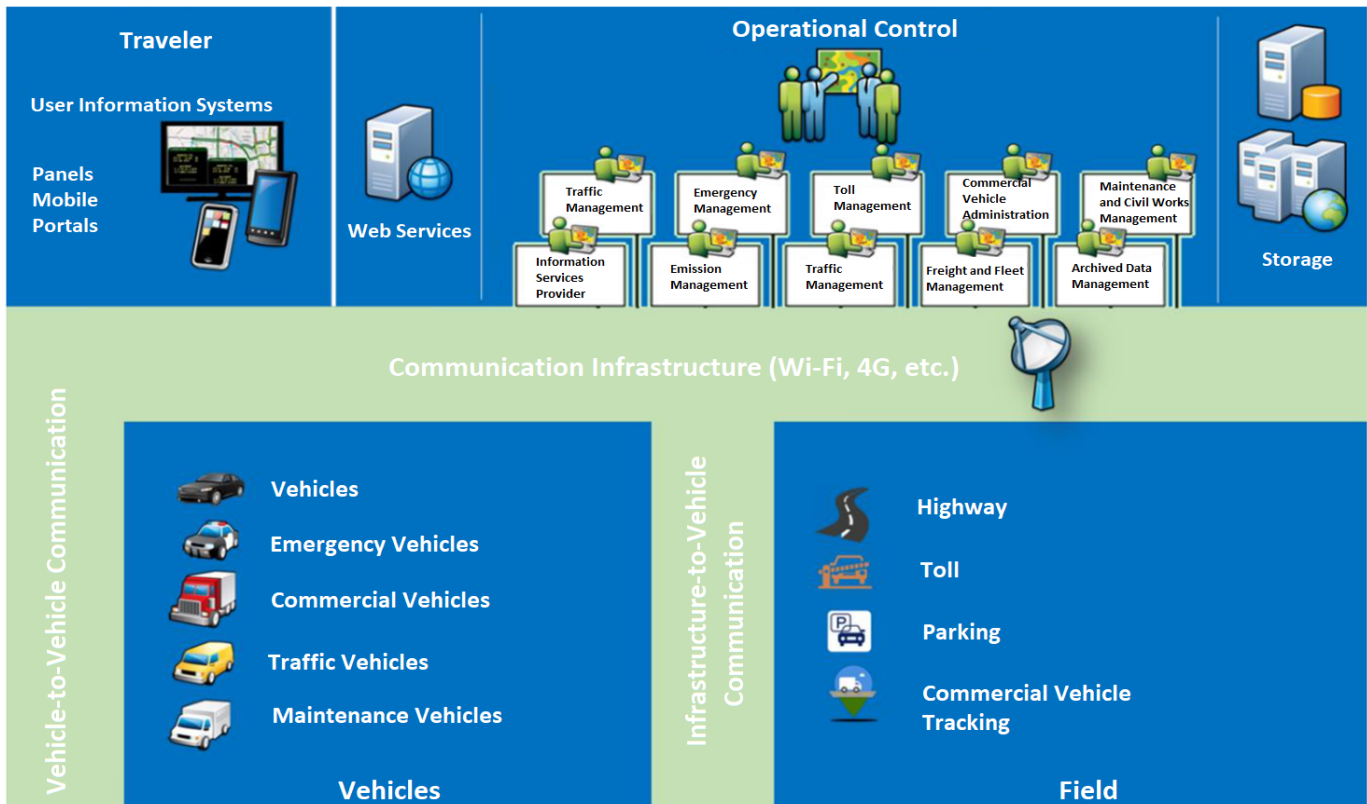 Traveler
User Information Systems
Panels
Mobile
Portals
Web Services
Operational Control
Traffic
Management
Emergency
Management
Toll
Management
Commercial
Vehicle
Administration
Maintenance
and Civil Works
Management
Information
Services
Provider
Emission
Management
Traffic
Management
Freight and Fleet
Management
Archived Data
Management
Storage
Communication Infrastructure (Wi-Fi, 4G, etc.)
Vehicle-to-Vehicle Communication
Vehicles
Emergency Vehicles
Commercial Vehicles
Traffic Vehicles
Maintenance Vehicles
Vehicles
Infrastructure-to-Vehicle
Communication
Highway
Toll
P
Parking
Commercial Vehicle
Tracking
Field